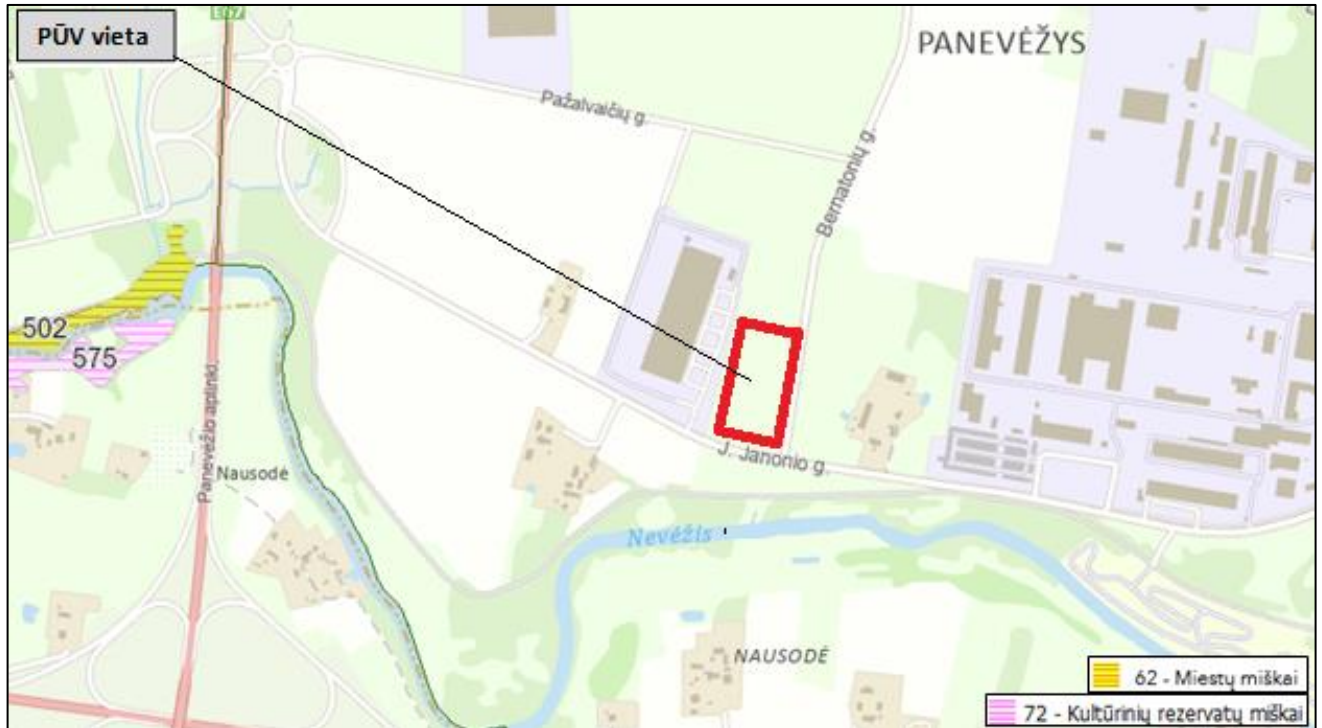 E67
PŪV vieta
PANEVĖŽYS
Pažalvaičių g.
Bernatonių g.
502
575
Panevėžio aplinkl.
Nausodė
J. Janonio g.
Nevėžis
NAUSODĖ
62 - Miestų miškai
72 - Kultūrinių rezervatų miškai